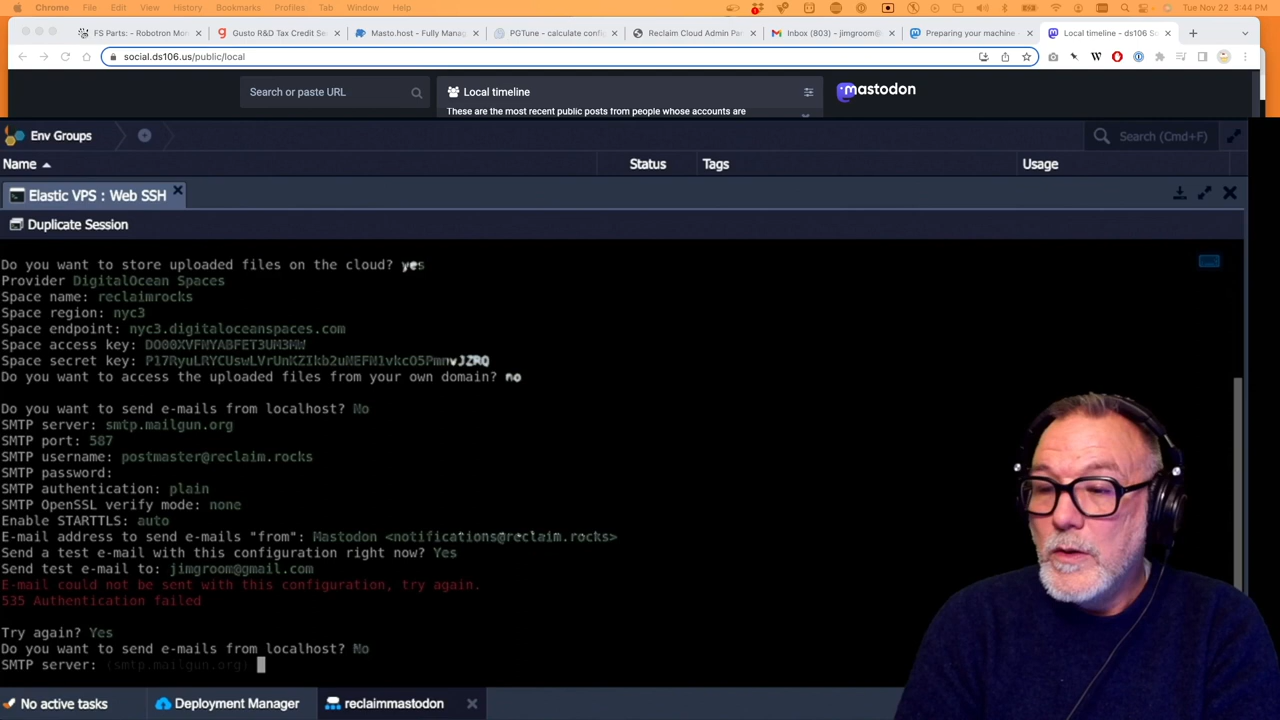 Chrome File Edit View History Bookmarks Profiles Tab Window Help Tue Nov 22 3:44 PM
FS Parts: - Robotron Mon
Gusto R&D Tax Credit Se
Masto.host – Fully Manag
PGTune - calculate config
Reclaim Cloud Admin Pan
Inbox (803) - jimgroom@
Preparing your machine -
Local timeline - ds106 S
social.ds106.us/public/local
Search or paste URL
Local timeline
mastodon
These are the most recent public posts from people whose accounts are
Env Groups
Search (Cmd+F)
Name Status Tags Usage
Elastic VPS : Web SSH
Duplicate Session
Do you want to store uploaded files on the cloud? yes
Provider DigitalOcean Spaces
Space name: reclaimrocks
Space region: nyc3
Space endpoint: nyc3.digitaloceanspaces.com
Space access key:
Space secret key:
Do you want to access the uploaded files from your own domain? no
Do you want to send e-mails from localhost? No
SMTP server: smtp.mailgun.org
SMTP port: 587
SMTP username: postmaster@reclaim.rocks
SMTP password:
SMTP authentication: plain
SMTP OpenSSL verify mode: none
Enable STARTTLS: auto
E-mail address to send e-mails "from": Mastodon <notifications@reclaim.rocks>
Send a test e-mail with this configuration right now? Yes
Send test e-mail to: jimgroom@gmail.com
E-mail could not be sent with this configuration, try again.
535 Authentication failed
Try again? Yes
Do you want to send e-mails from localhost? No
SMTP server: (smtp.mailgun.org)
No active tasks
Deployment Manager
reclaimmastodon